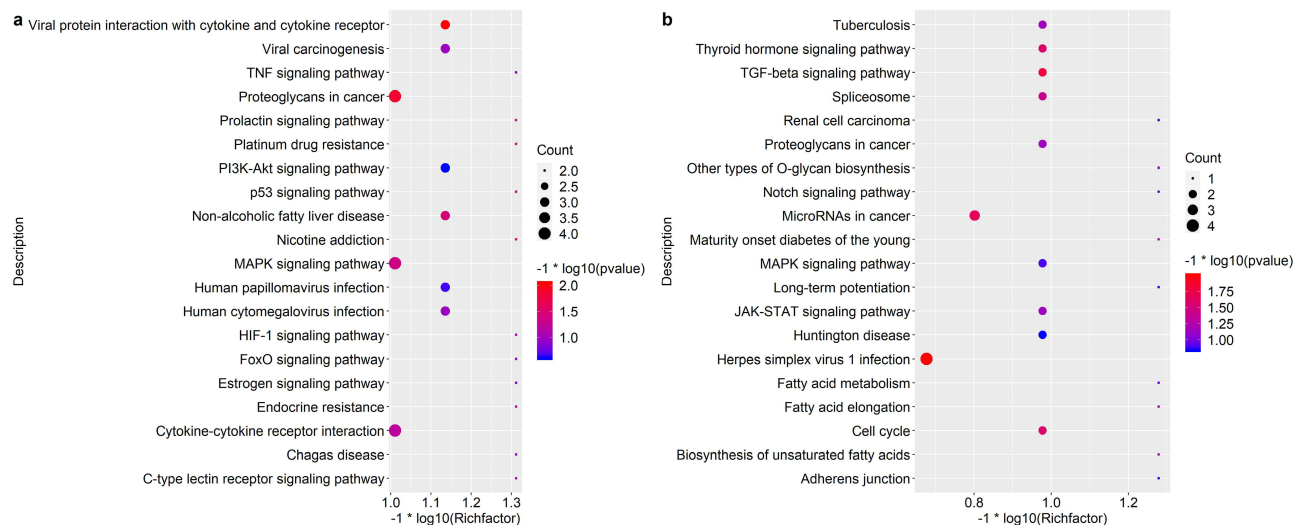 a
Viral protein interaction with cytokine and cytokine receptor
Viral carcinogenesis
TNF signaling pathway
Proteoglycans in cancer
Prolactin signaling pathway
Platinum drug resistance
PI3K-Akt signaling pathway
p53 signaling pathway
Non-alcoholic fatty liver disease
Nicotine addiction
MAPK signaling pathway
Human papillomavirus infection
Human cytomegalovirus infection
HIF-1 signaling pathway
FoxO signaling pathway
Estrogen signaling pathway
Endocrine resistance
Cytokine-cytokine receptor interaction
Chagas disease
C-type lectin receptor signaling pathway
Description
1.0 1.1 1.2 1.3
-1 * log10(Richfactor)
Count
2.0
2.5
3.0
3.5
4.0
-1 * log10(pvalue)
2.0
1.5
1.0
b
Tuberculosis
Thyroid hormone signaling pathway
TGF-beta signaling pathway
Spliceosome
Renal cell carcinoma
Proteoglycans in cancer
Other types of O-glycan biosynthesis
Notch signaling pathway
MicroRNAs in cancer
Maturity onset diabetes of the young
MAPK signaling pathway
Long-term potentiation
JAK-STAT signaling pathway
Huntington disease
Herpes simplex virus 1 infection
Fatty acid metabolism
Fatty acid elongation
Cell cycle
Biosynthesis of unsaturated fatty acids
Adherens junction
Description
0.8 1.0 1.2
-1 * log10(Richfactor)
Count
1
2
3
4
-1 * log10(pvalue)
1.75
1.50
1.25
1.00